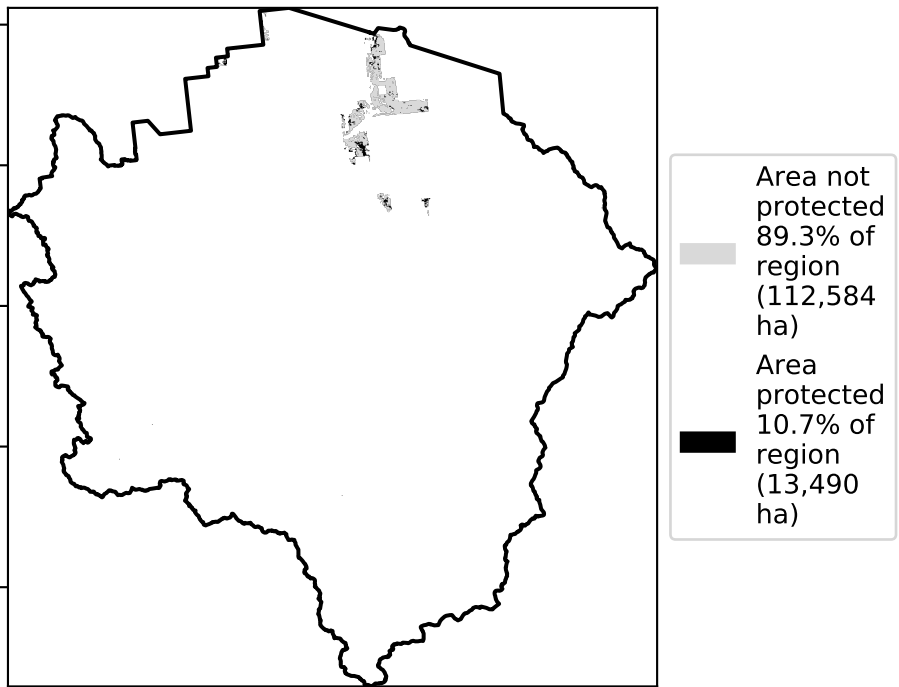 Area not
protected
89.3% of
region
(112,584
ha)
Area
protected
10.7% of
region
(13,490
ha)